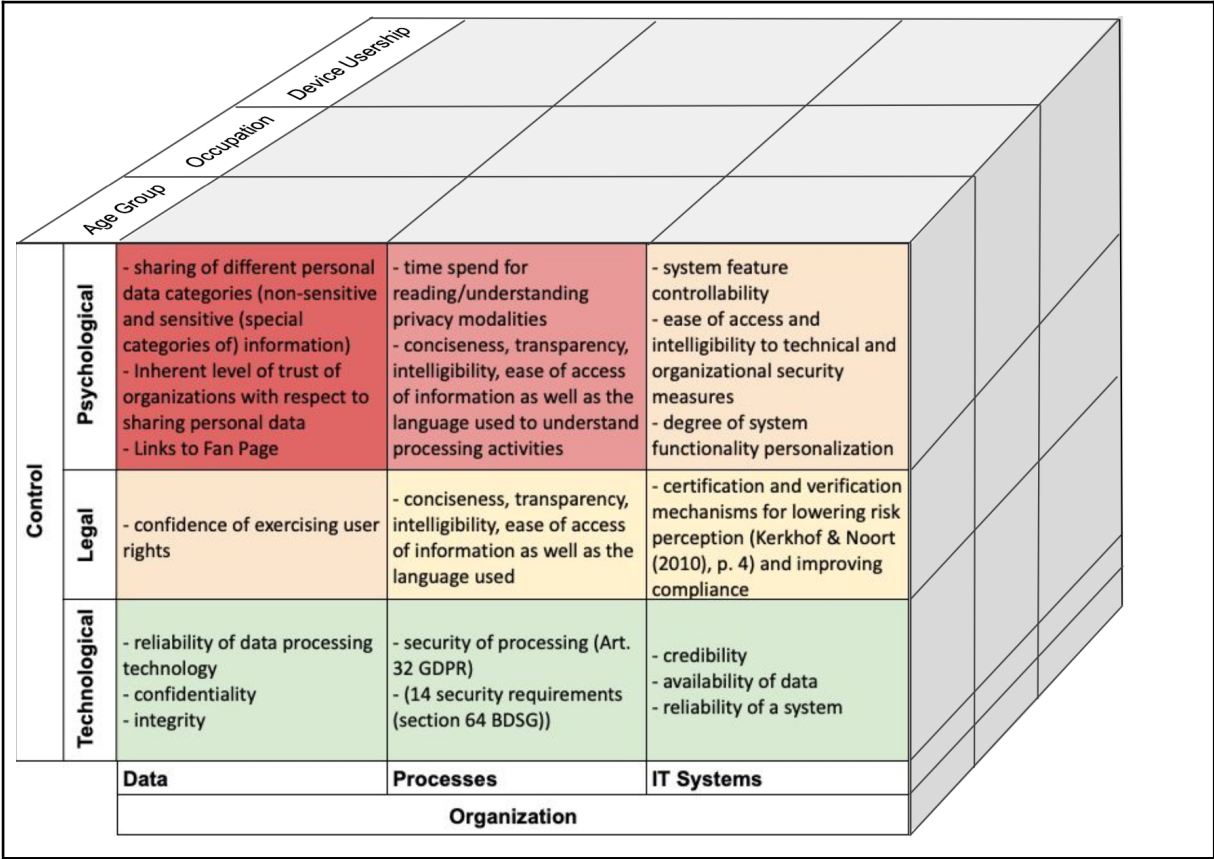 Device Usership
Occupation
Age Group
Control
Psychological
- sharing of different personal
data categories (non-sensitive
and sensitive (special
categories of) information)
- Inherent level of trust of
organizations with respect to
sharing personal data
- Links to Fan Page
- time spend for
reading/understanding
privacy modalities
- conciseness, transparency,
intelligibility, ease of access
of information as well as the
language used to understand
processing activities
- system feature
controllability
- ease of access and
intelligibility to technical and
organizational security
measures
- degree of system
functionality personalization
Legal
- confidence of exercising user
rights
- conciseness, transparency,
intelligibility, ease of access
of information as well as the
language used
- certification and verification
mechanisms for lowering risk
perception (Kerkhof & Noort
(2010), p. 4) and improving
compliance
Technological
- reliability of data processing
technology
- confidentiality
- integrity
- security of processing (Art.
32 GDPR)
- (14 security requirements
(section 64 BDSG))
- credibility
- availability of data
- reliability of a system
Data
Processes
IT Systems
Organization